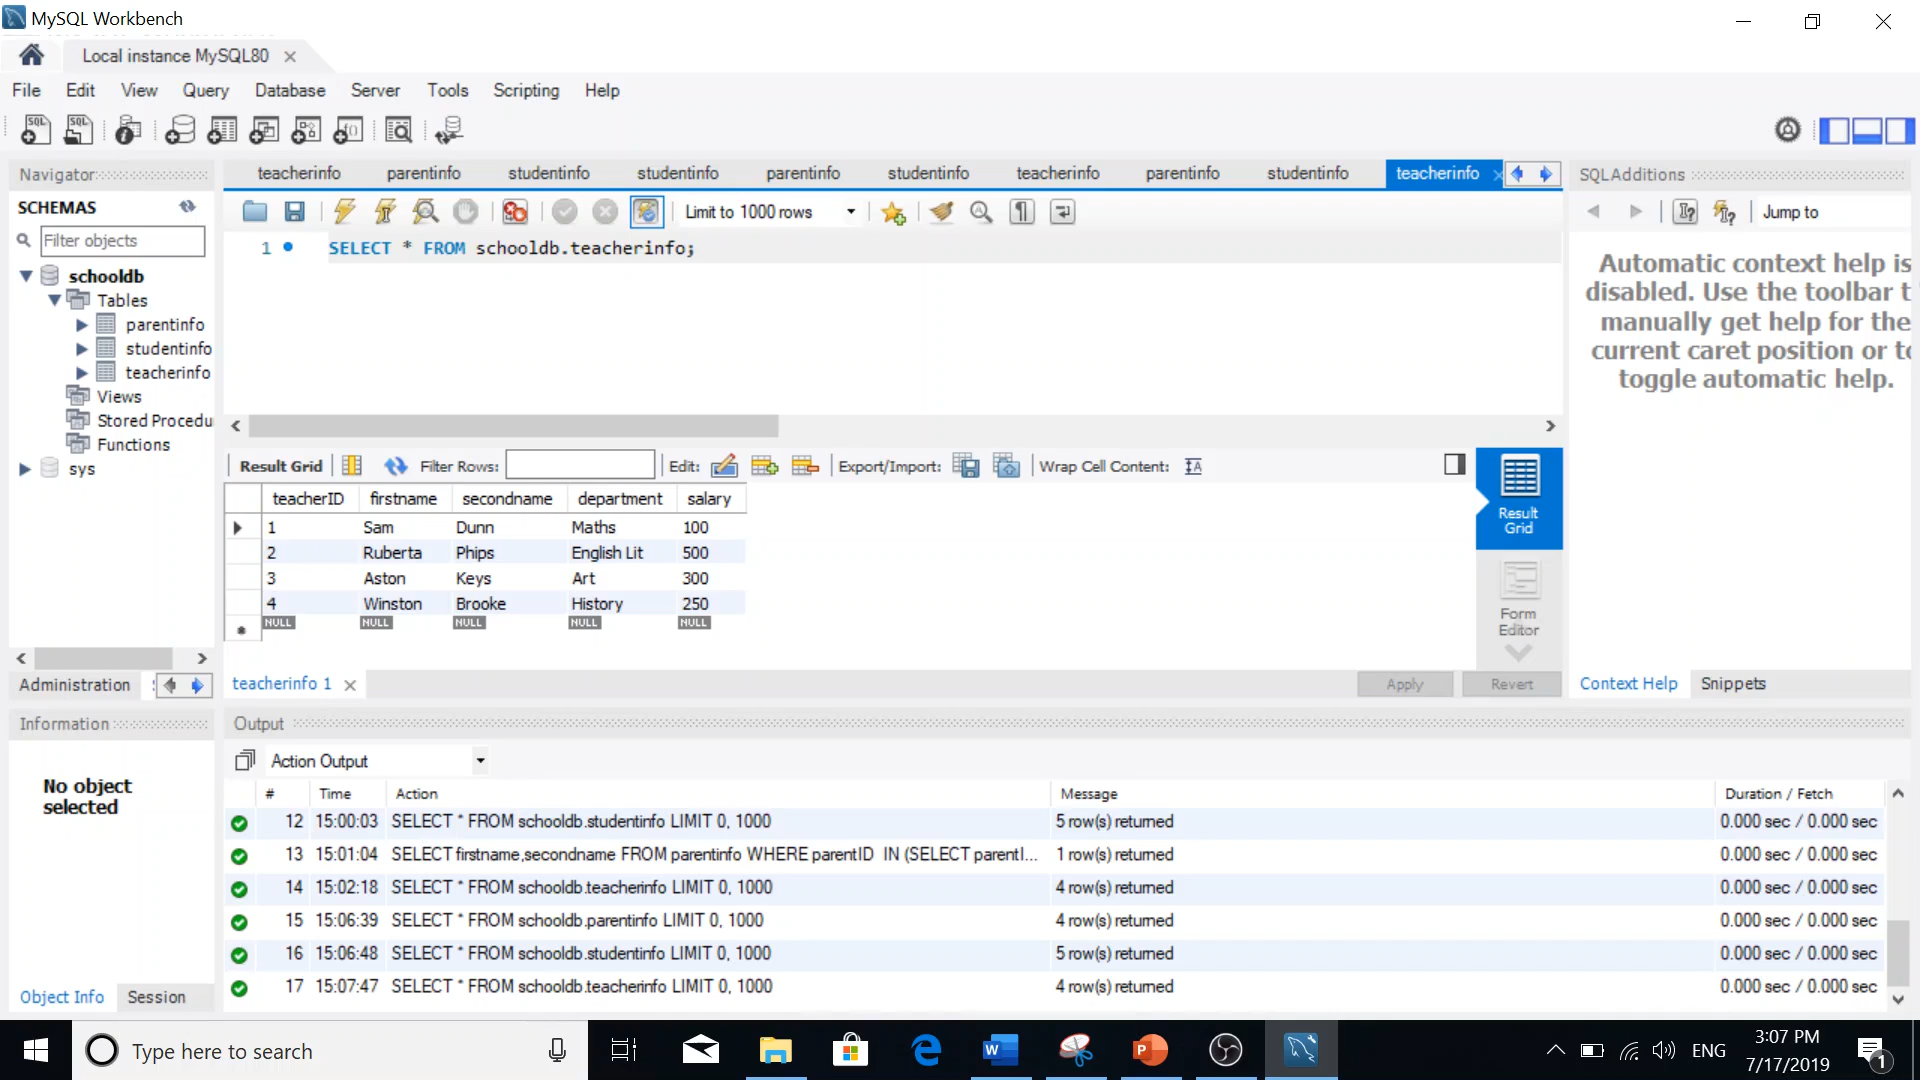 MySQL Workbench
Local instance MySQL80
File Edit View Query Database Server Tools Scripting Help
Navigator
SCHEMAS
Filter objects
schooldb
Tables
parentinfo
studentinfo
teacherinfo
Views
Stored Procedu
Functions
sys
Administration
teacherinfo parentinfo studentinfo studentinfo parentinfo studentinfo teacherinfo parentinfo studentinfo teacherinfo
Limit to 1000 rows
1 SELECT * FROM schooldb.teacherinfo;
Result Grid Filter Rows: Edit: Export/Import: Wrap Cell Content:
teacherID firstname secondname department salary
1 Sam Dunn Maths 100
2 Ruberta Phips English Lit 500
3 Aston Keys Art 300
4 Winston Brooke History 250
NULL NULL NULL NULL NULL
Result
Grid
Form
Editor
teacherinfo 1
Apply Revert
SQLAdditions
Jump to
Automatic context help is
disabled. Use the toolbar t
manually get help for the
current caret position or to
toggle automatic help.
Context Help Snippets
Information
No object
selected
Object Info Session
Output
Action Output
# Time Action Message Duration / Fetch
12 15:00:03 SELECT * FROM schooldb.studentinfo LIMIT 0, 1000 5 row(s) returned 0.000 sec / 0.000 sec
13 15:01:04 SELECT firstname,secondname FROM parentinfo WHERE parentID IN (SELECT parentI... 1 row(s) returned 0.000 sec / 0.000 sec
14 15:02:18 SELECT * FROM schooldb.teacherinfo LIMIT 0, 1000 4 row(s) returned 0.000 sec / 0.000 sec
15 15:06:39 SELECT * FROM schooldb.parentinfo LIMIT 0, 1000 4 row(s) returned 0.000 sec / 0.000 sec
16 15:06:48 SELECT * FROM schooldb.studentinfo LIMIT 0, 1000 5 row(s) returned 0.000 sec / 0.000 sec
17 15:07:47 SELECT * FROM schooldb.teacherinfo LIMIT 0, 1000 4 row(s) returned 0.000 sec / 0.000 sec
Type here to search
ENG
3:07 PM
7/17/2019
1